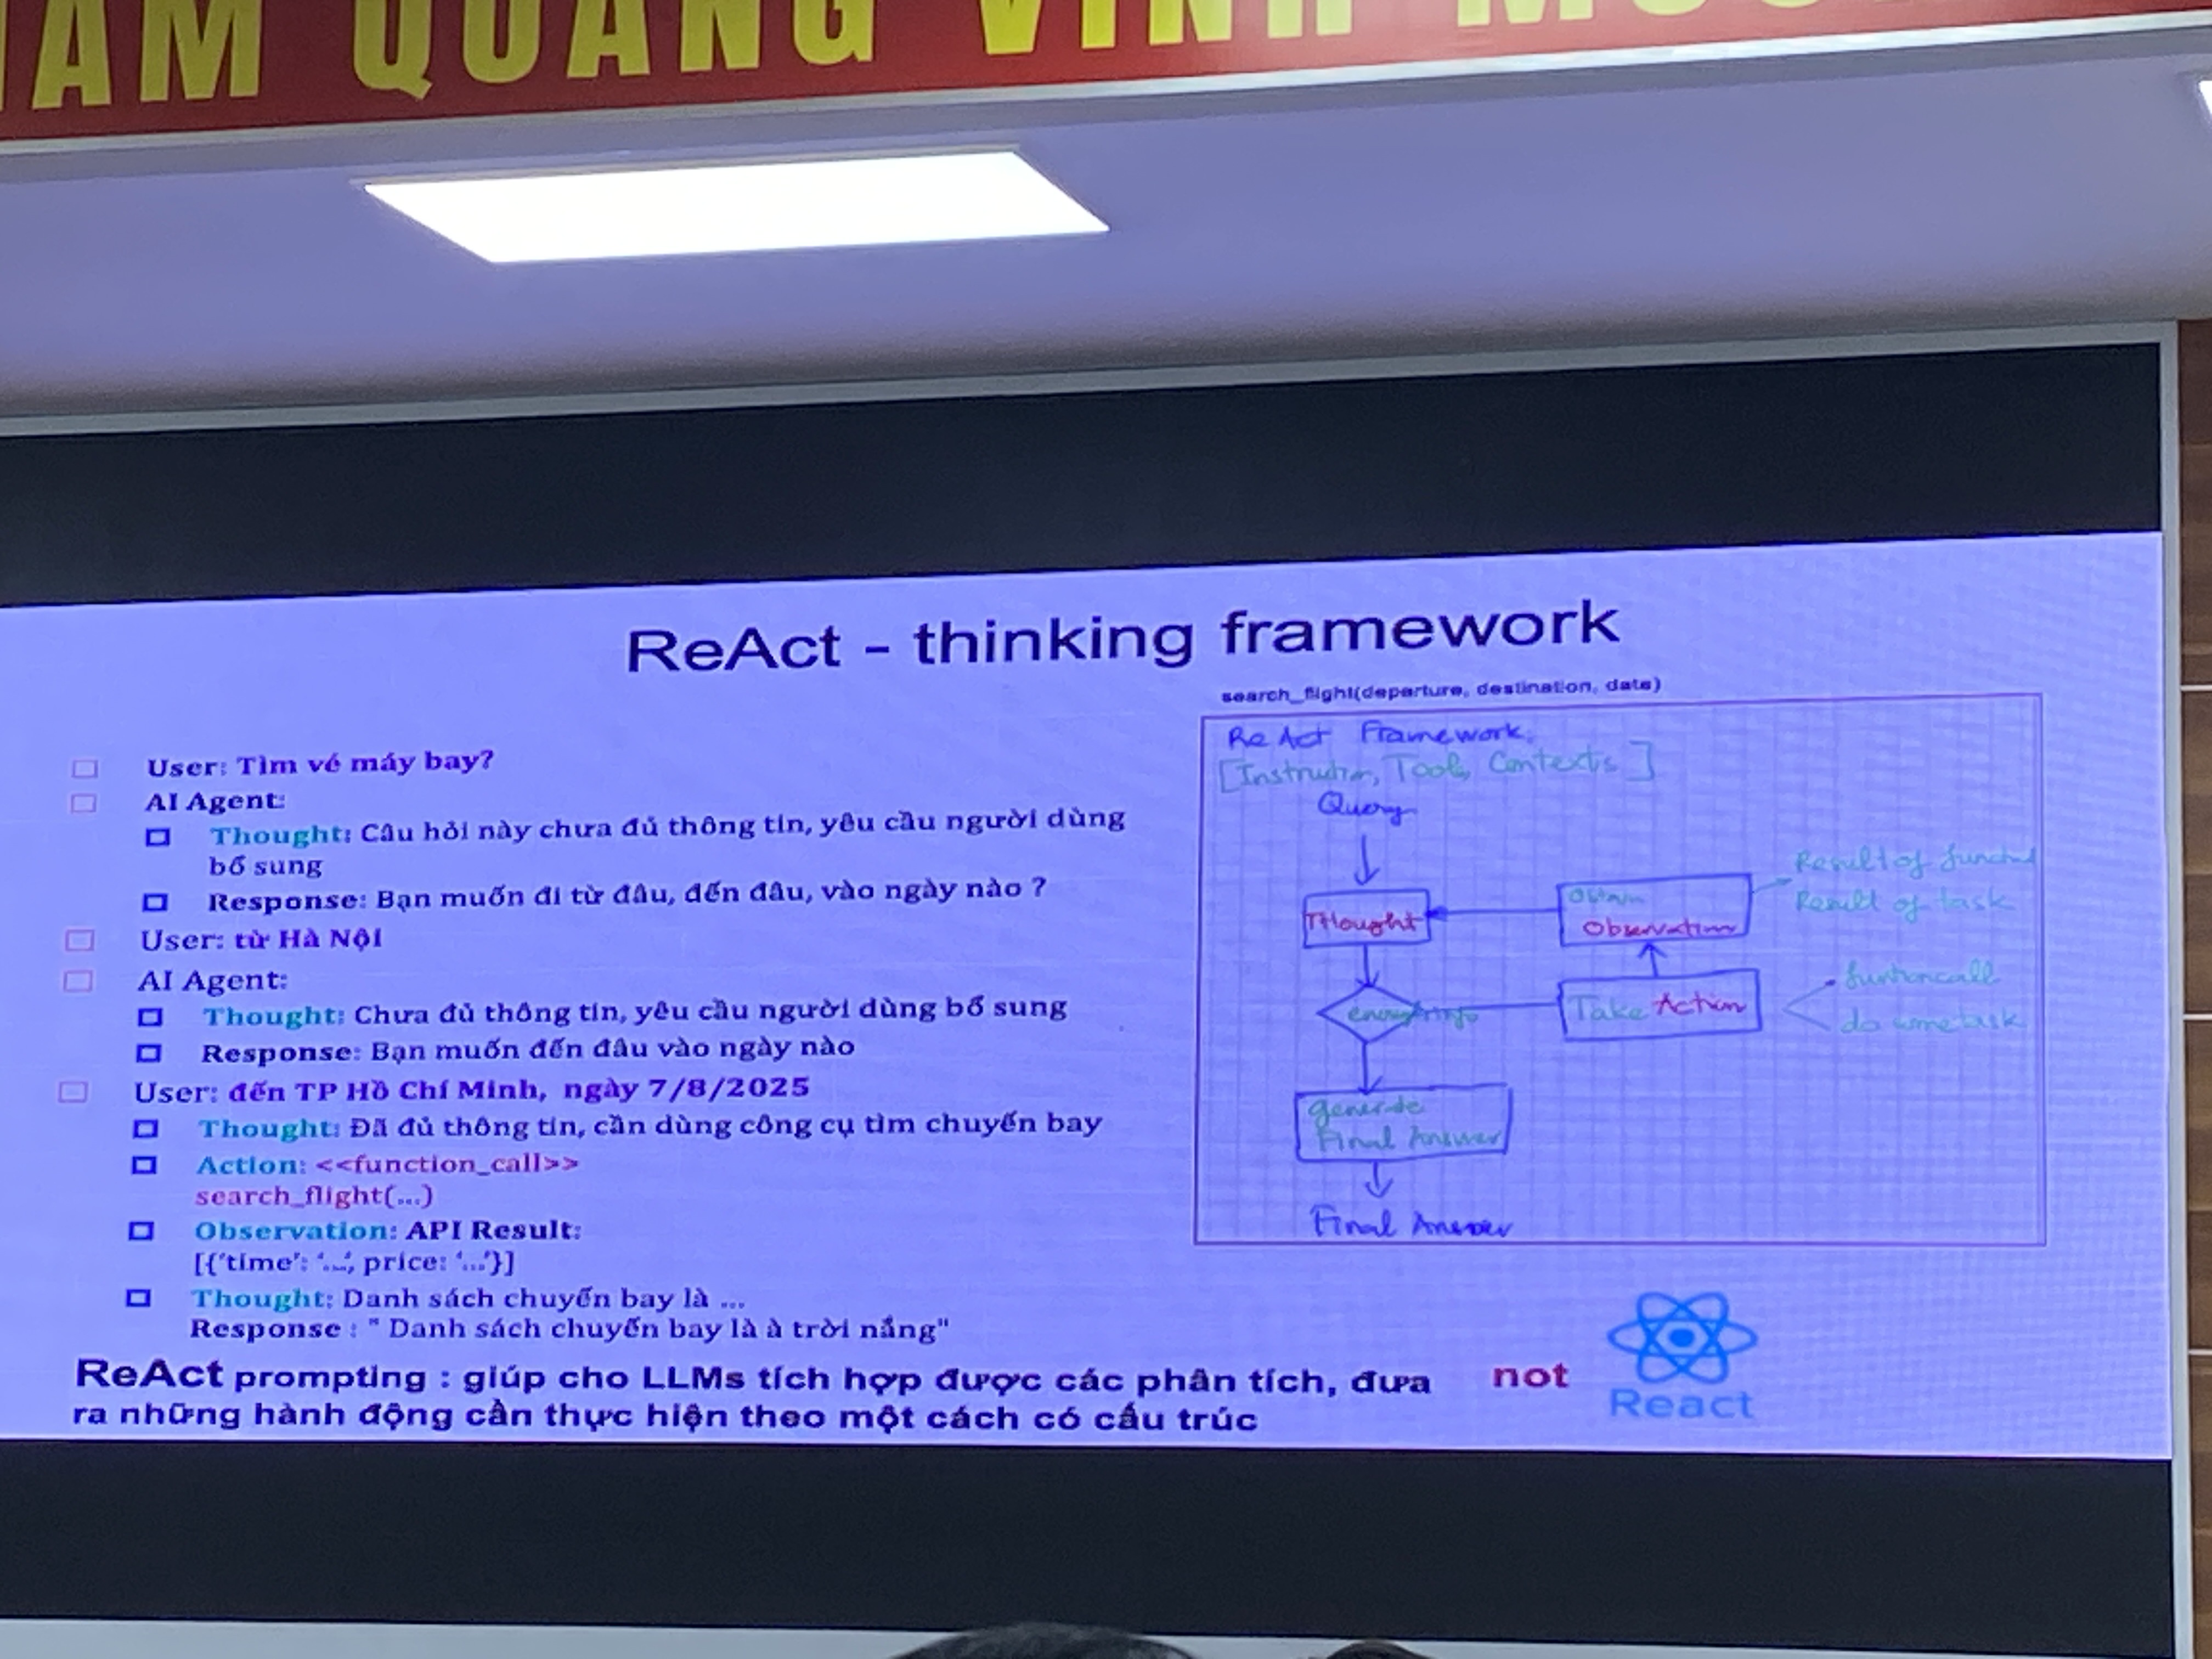 NAM QUANG VINH MUÔN
ReAct - thinking framework
search_flight(departure, destination, date)
User: Tìm vé máy bay?
AI Agent:
Thought: Câu hỏi này chưa đủ thông tin, yêu cầu người dùng
bổ sung
Response: Bạn muốn đi từ đâu, đến đâu, vào ngày nào ?
User: từ Hà Nội
AI Agent:
Thought: Chưa đủ thông tin, yêu cầu người dùng bổ sung
Response: Bạn muốn đến đâu vào ngày nào
User: đến TP Hồ Chí Minh, ngày 7/8/2025
Thought: Đã đủ thông tin, cần dùng công cụ tìm chuyến bay
Action: <<function_call>>
search_flight(...)
Observation: API Result:
[{'time': '...', price: '...'}]
Thought: Danh sách chuyến bay là ...
Response : " Danh sách chuyến bay là à trời nắng"
ReAct prompting : giúp cho LLMs tích hợp được các phân tích, đưa
ra những hành động cần thực hiện theo một cách có cấu trúc
ReAct Framework.
[Instruction, Tools, Contexts]
Query
Thought
Obtain
Observation
Result of
Result of task
enough info
Take Action
function call
do some task
generate
Final Answer
Final Answer
not
React